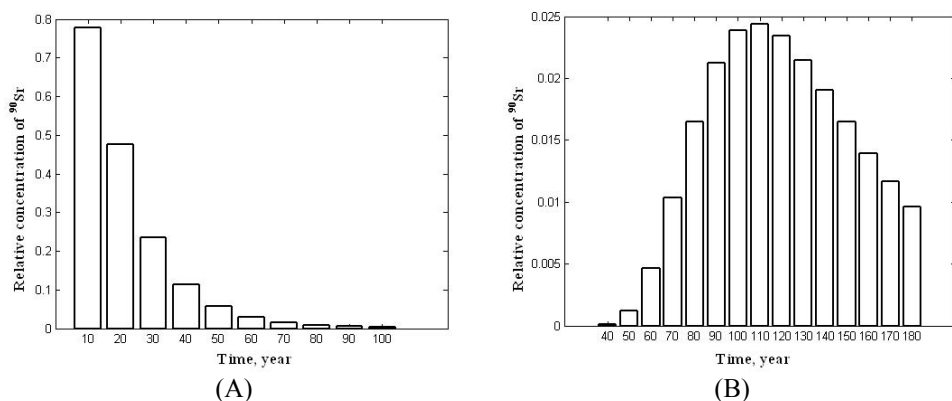 0.8
0.7
0.6
0.5
0.4
0.3
0.2
0.1
0
Relative concentration of ⁹⁰Sr
10 20 30 40 50 60 70 80 90 100
Time, year
(A)
0.025
0.02
0.015
0.01
0.005
0
Relative concentration of ⁹⁰Sr
40 50 60 70 80 90 100 110 120 130 140 150 160 170 180
Time, year
(B)